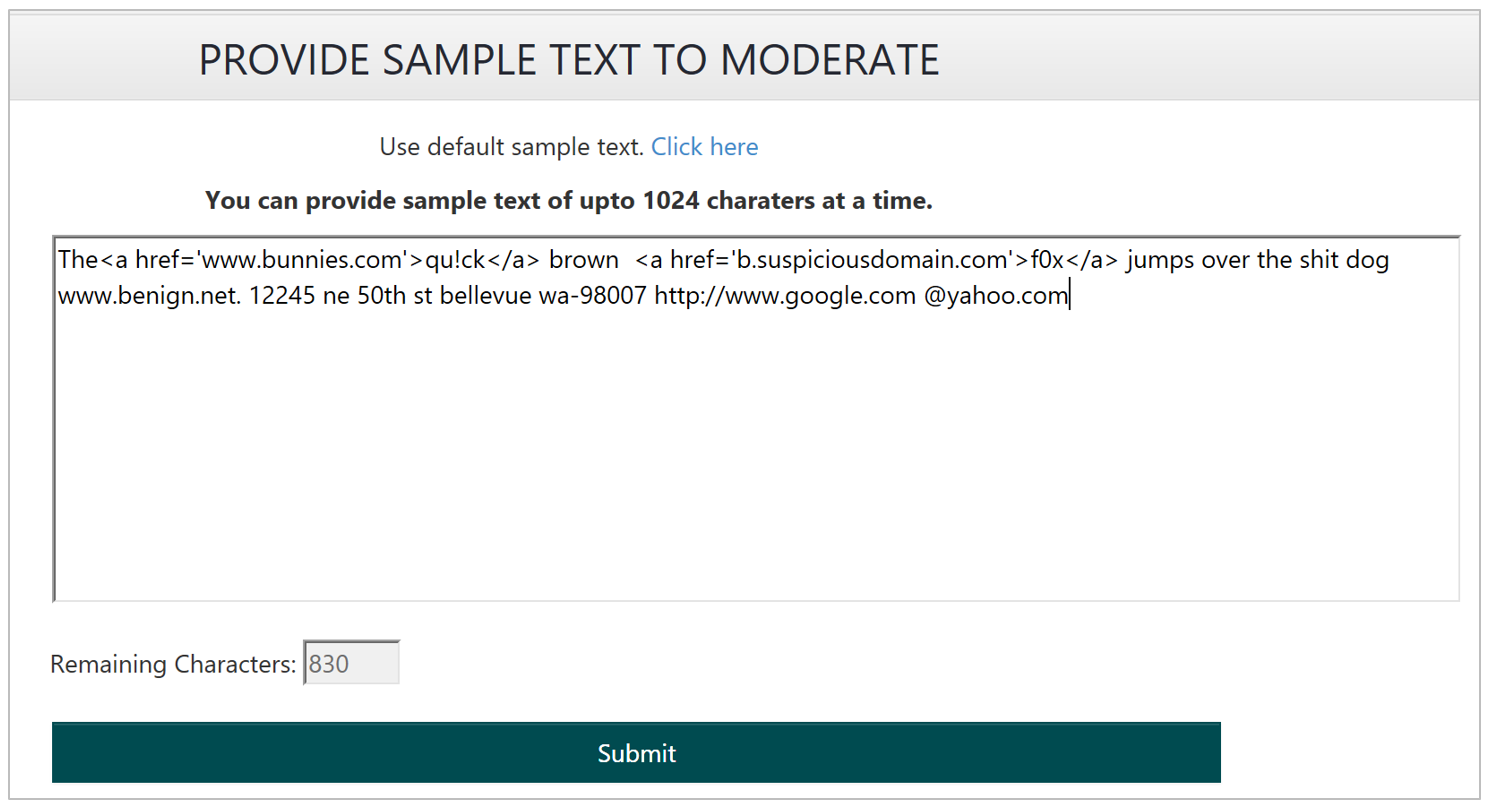 PROVIDE SAMPLE TEXT TO MODERATE
Use default sample text. Click here
You can provide sample text of upto 1024 charaters at a time.
The<a href='www.bunnies.com'>qu!ck</a> brown  <a href='b.suspiciousdomain.com'>f0x</a> jumps over the shit dog
www.benign.net. 12245 ne 50th st bellevue wa-98007 http://www.google.com @yahoo.com
Remaining Characters: 830
Submit